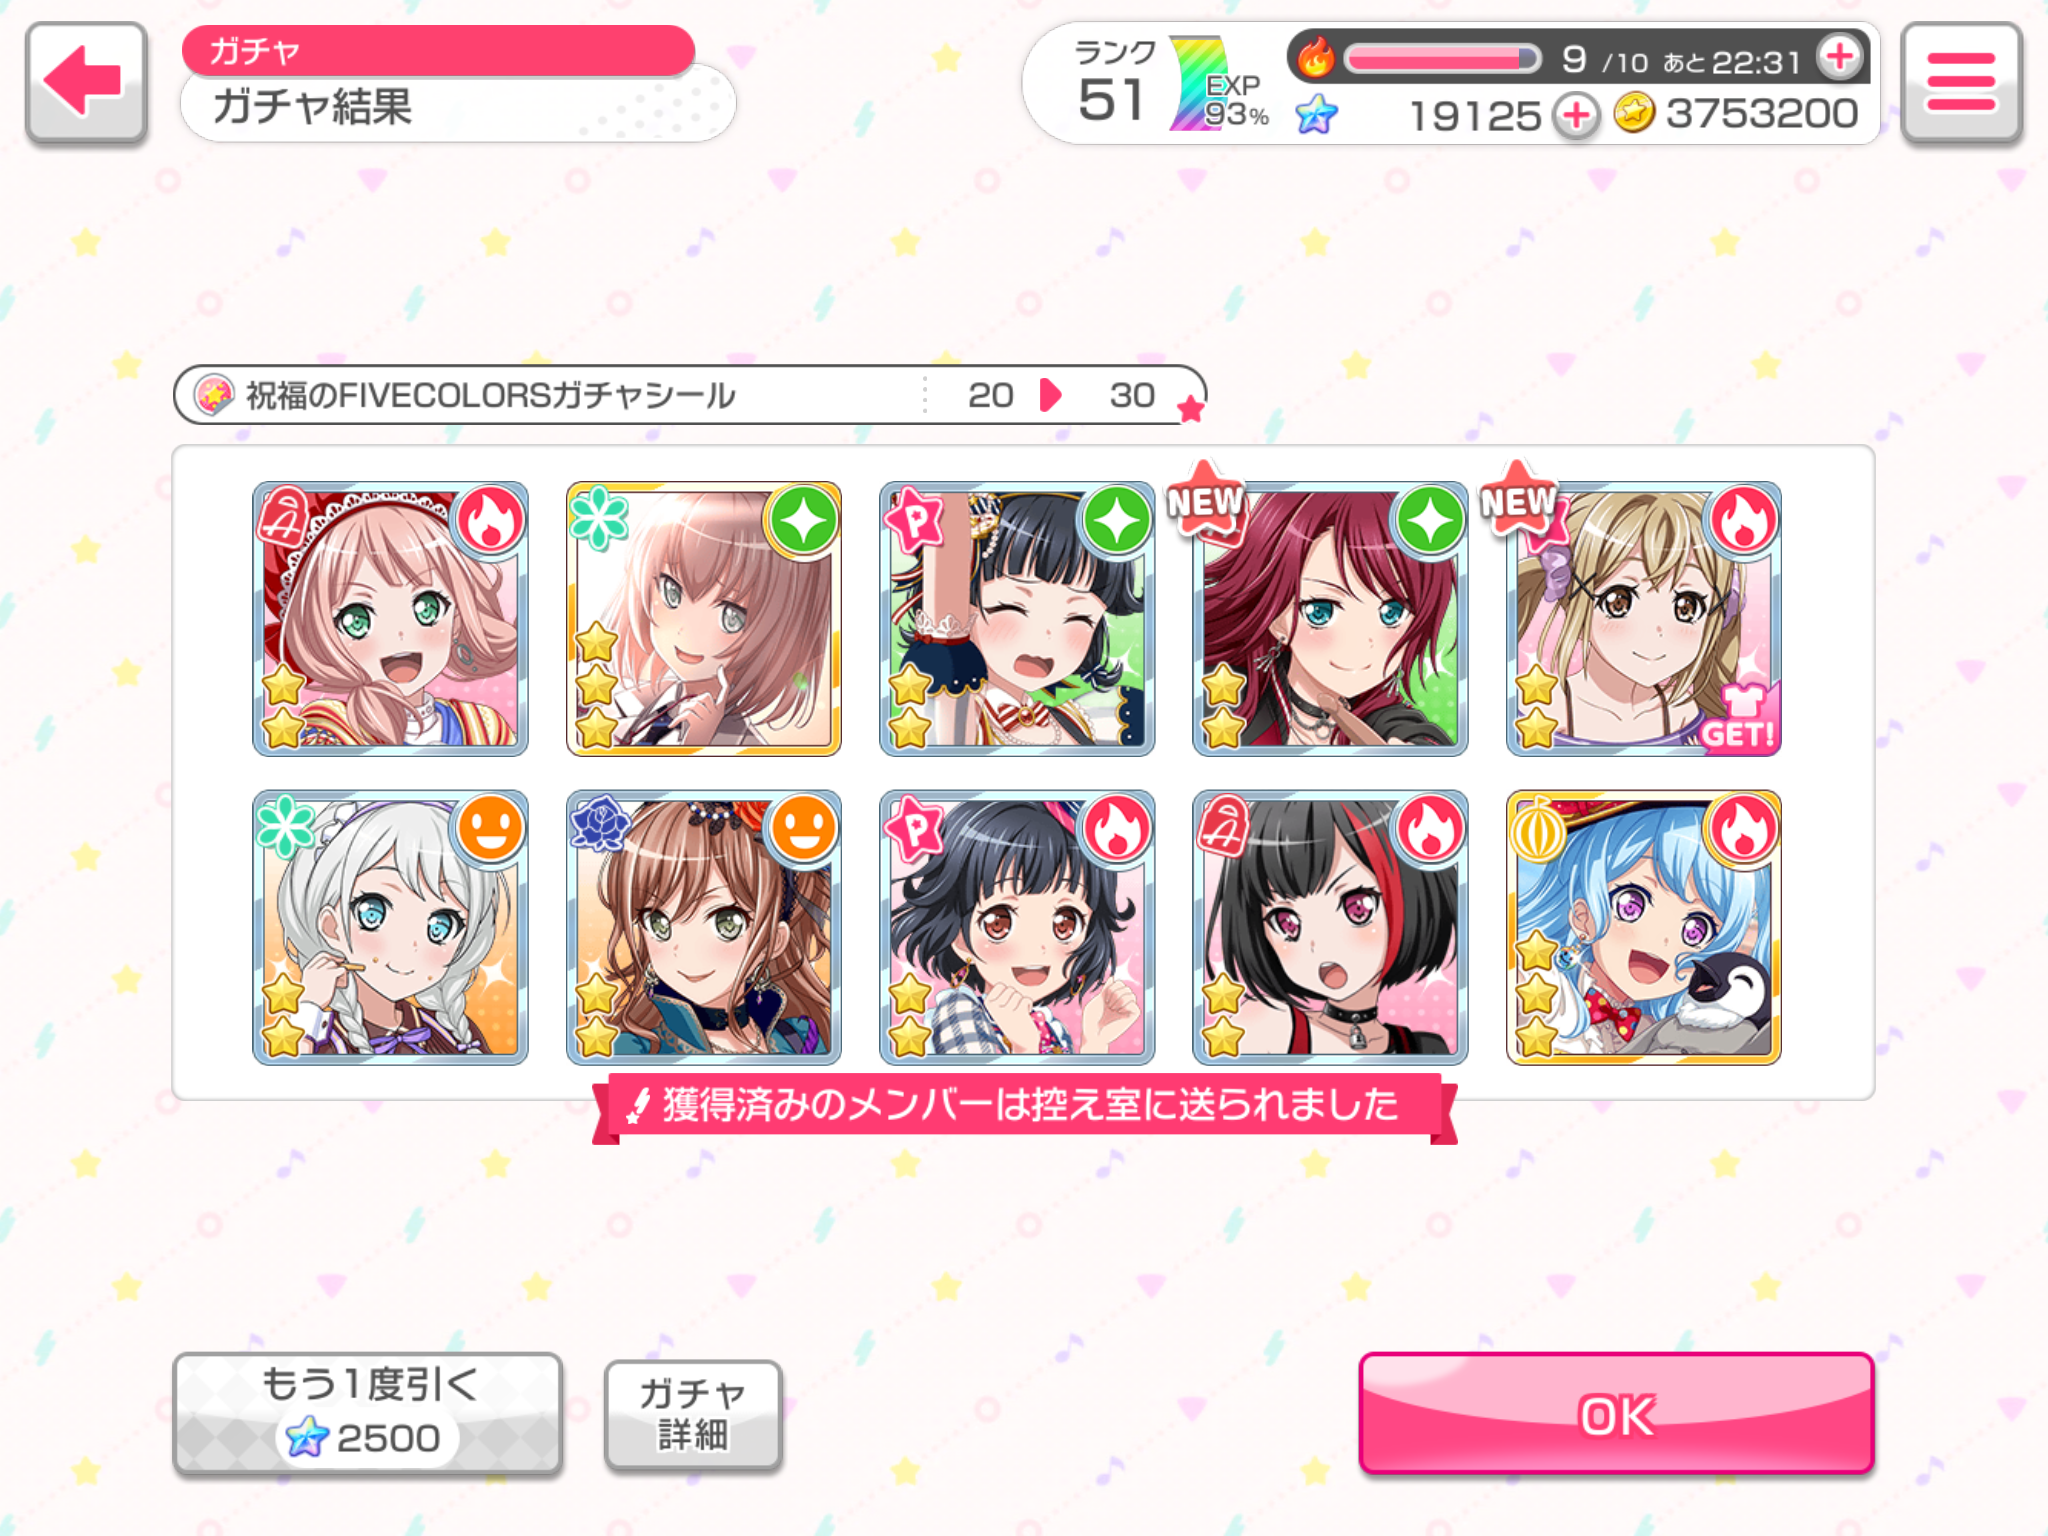 ガチャ
ガチャ結果
ランク
51
EXP
93%
9 /10 あと 22:31
19125
3753200
祝福のFIVECOLORSガチャシール 20 30
NEW
NEW
P
GET!
P
獲得済みのメンバーは控え室に送られました
もう1度引く
2500
ガチャ
詳細
OK